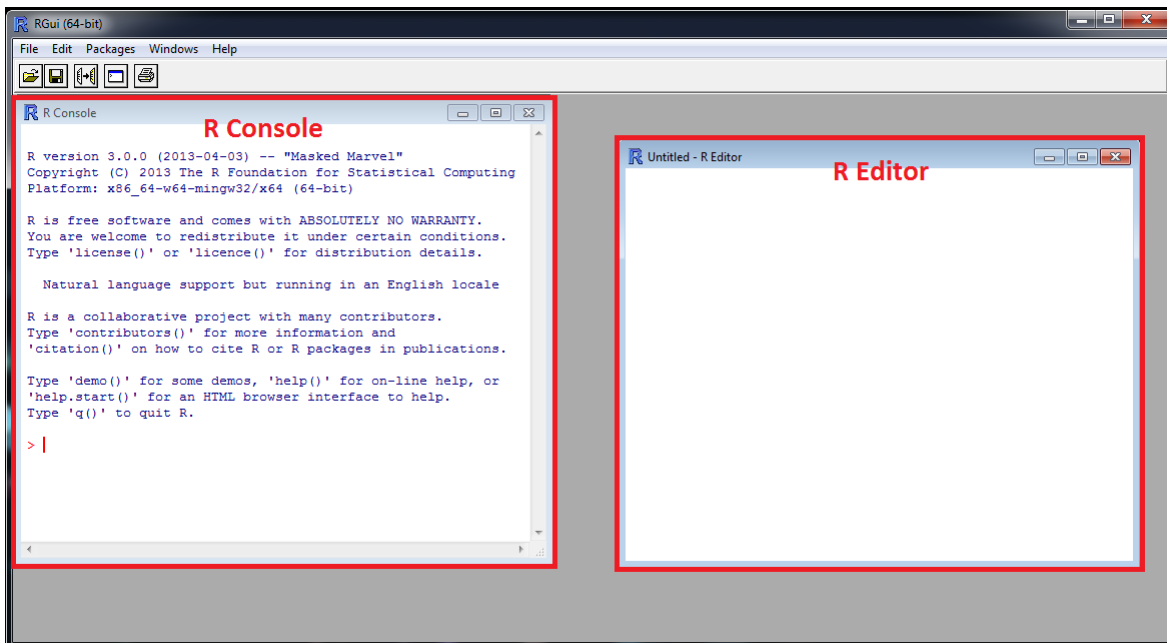 RGui (64-bit)
File Edit Packages Windows Help
R Console
R Console
R version 3.0.0 (2013-04-03) -- "Masked Marvel"
Copyright (C) 2013 The R Foundation for Statistical Computing
Platform: x86_64-w64-mingw32/x64 (64-bit)
R is free software and comes with ABSOLUTELY NO WARRANTY.
You are welcome to redistribute it under certain conditions.
Type 'license()' or 'licence()' for distribution details.
Natural language support but running in an English locale
R is a collaborative project with many contributors.
Type 'contributors()' for more information and
'citation()' on how to cite R or R packages in publications.
Type 'demo()' for some demos, 'help()' for on-line help, or
'help.start()' for an HTML browser interface to help.
Type 'q()' to quit R.
>
Untitled - R Editor
R Editor